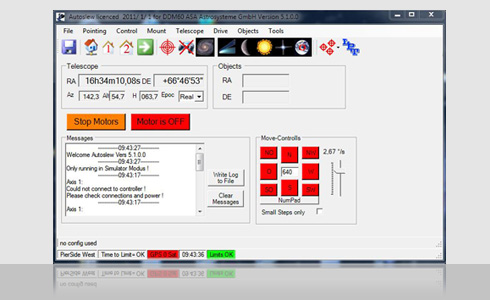 Autoslew licenced 2011/ 1/ 1 for DDM60 ASA Astrosysteme GmbH Version 5.1.0.0
File Pointing Control Mount Telescope Drive Objects Tools
Telescope
RA 16h34m10,08s DE +66°46'53"
Az 142,3 Alt 54,7 H 063,7 Epoc Real
Objects
RA
DE
Stop Motors Motor is OFF
Messages
----------09:43:27----------
Welcome Autoslew Vers 5.1.0.0
----------09:43:27----------
Only running in Simulator Modus !
----------09:43:17----------
Axis 1:
Could not connect to controller !
Please check connections and power !
----------09:43:17----------
Axis 1:
Write Log to File
Clear Messages
Move-Controlls
N
O 640
S
2,67 °/s
NumPad
Small Steps only
no config used
PierSide West Time to Limit= OK GPS 0 Sat 09:43:36 Limits OK